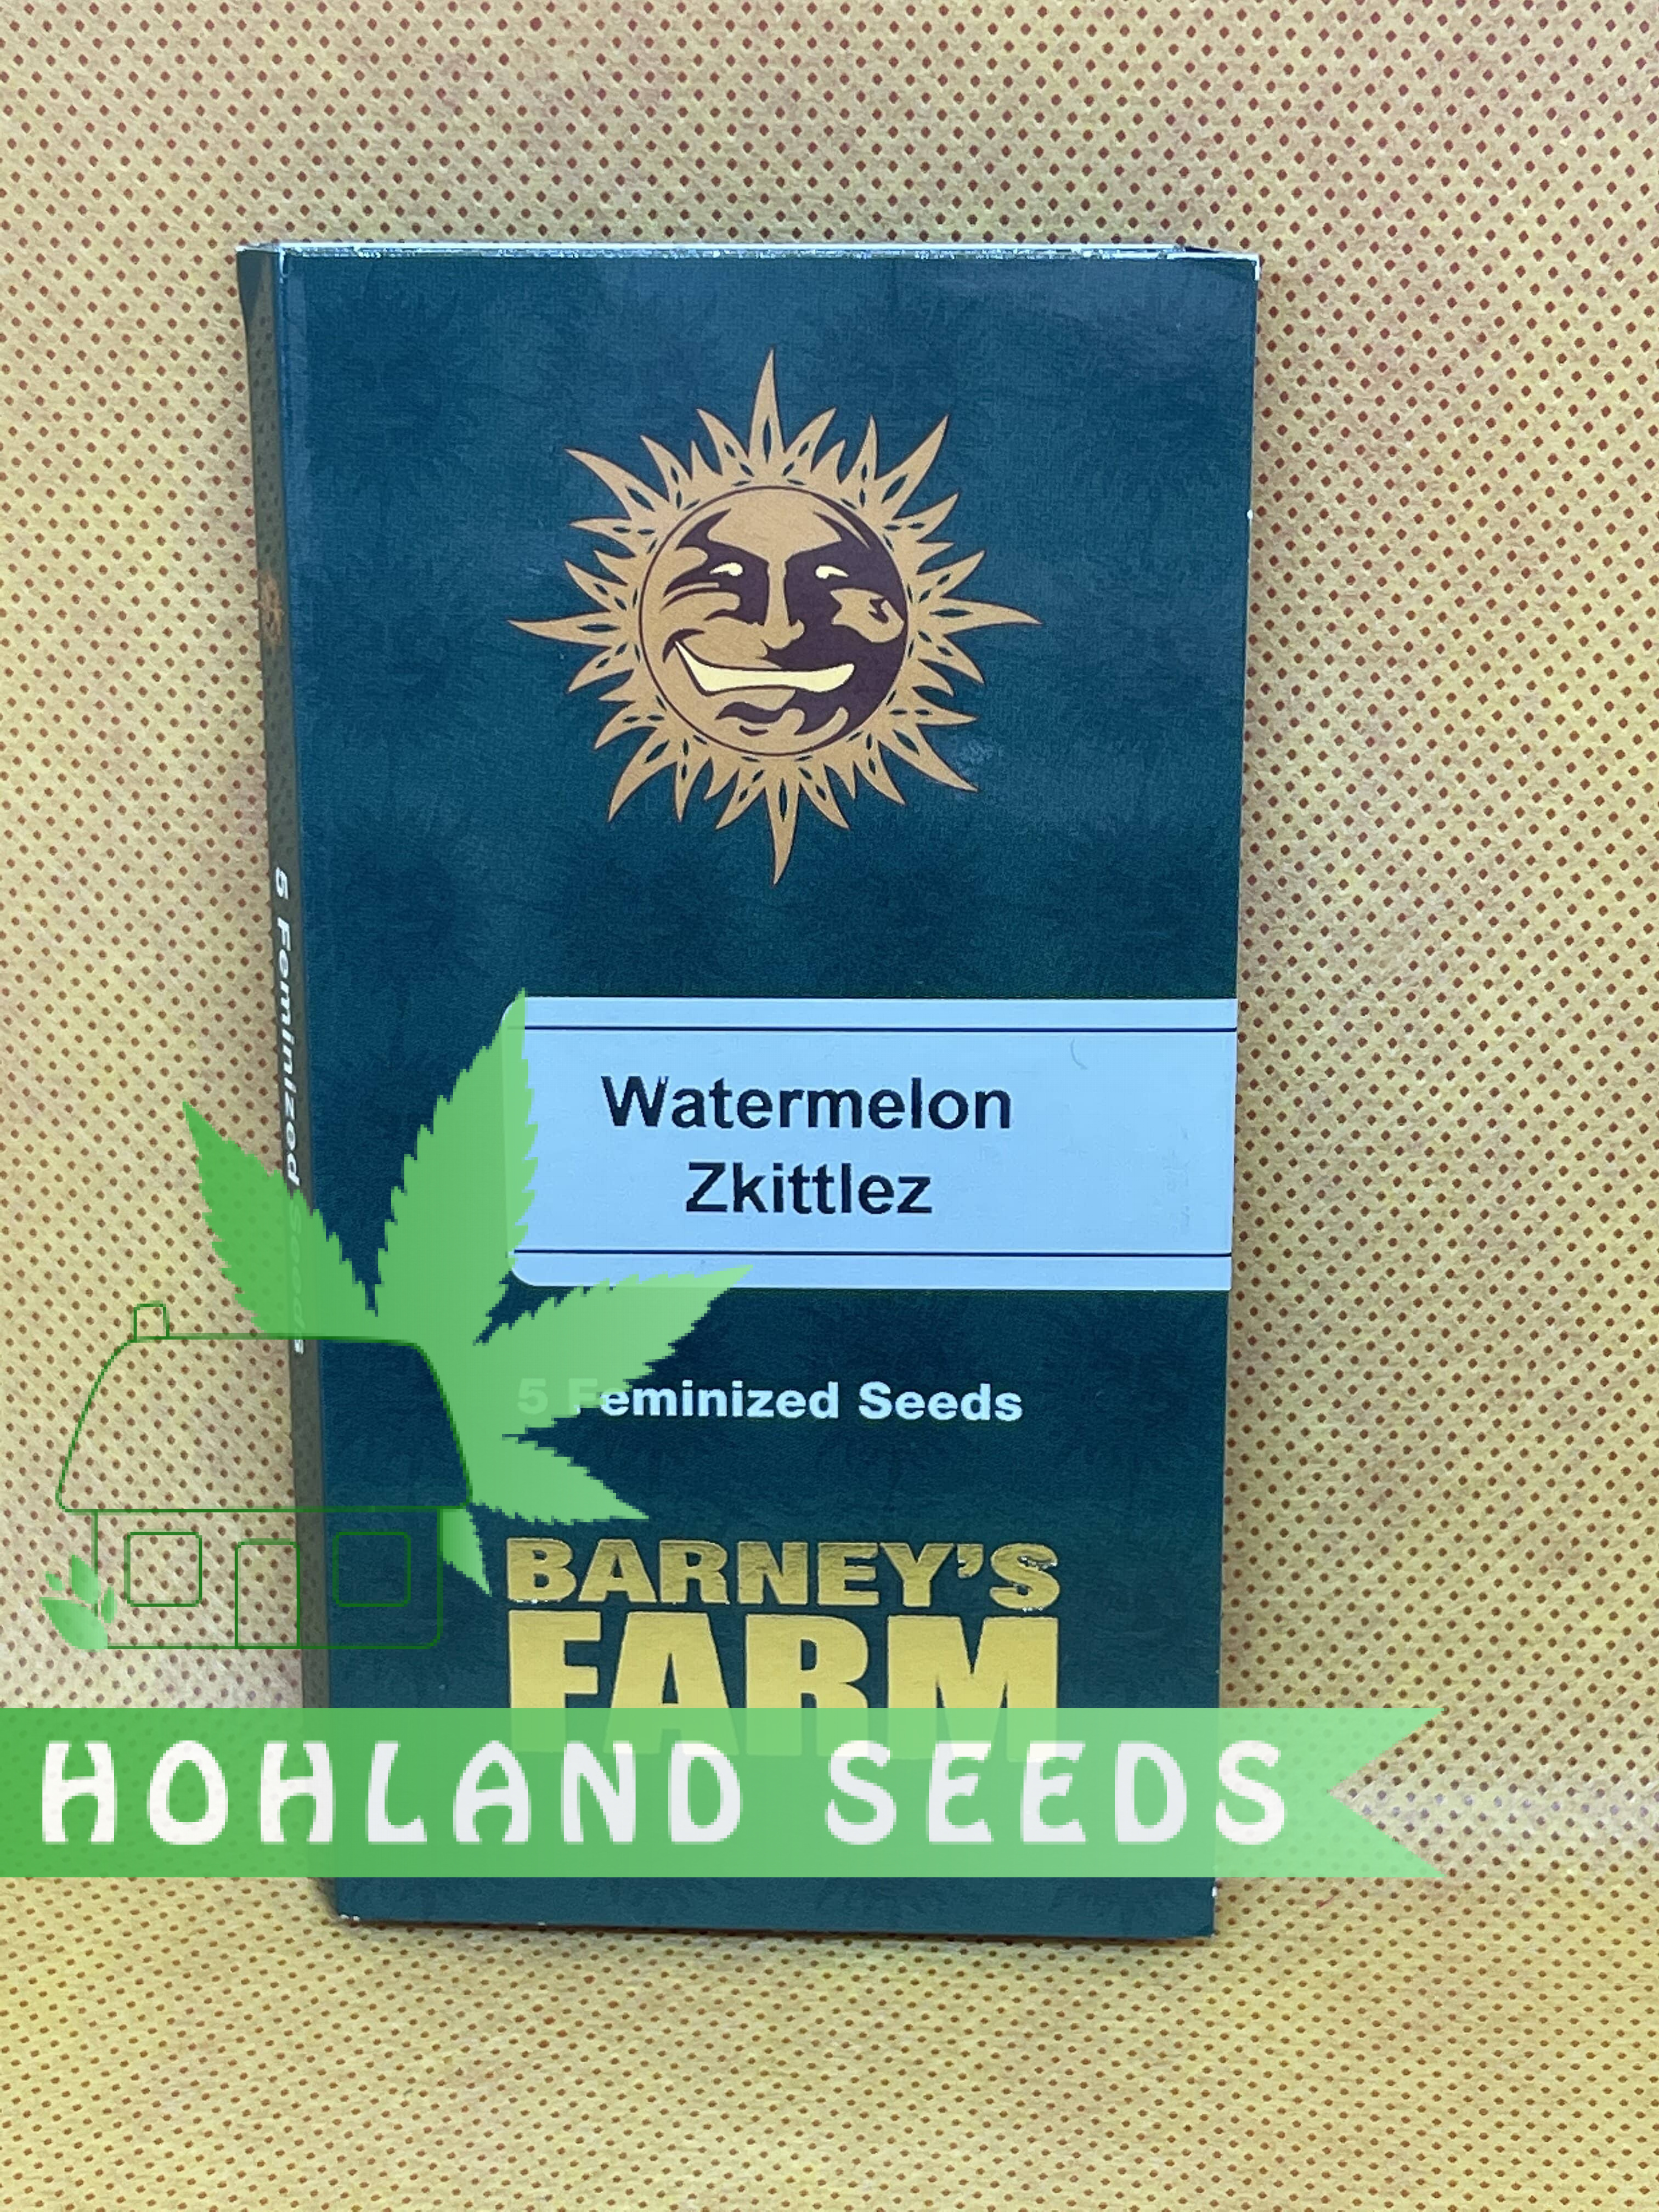 Watermelon
Zkittlez
5 Feminized Seeds
BARNEY'S
FARM
5 Feminized Seeds
HOHLAND SEEDS